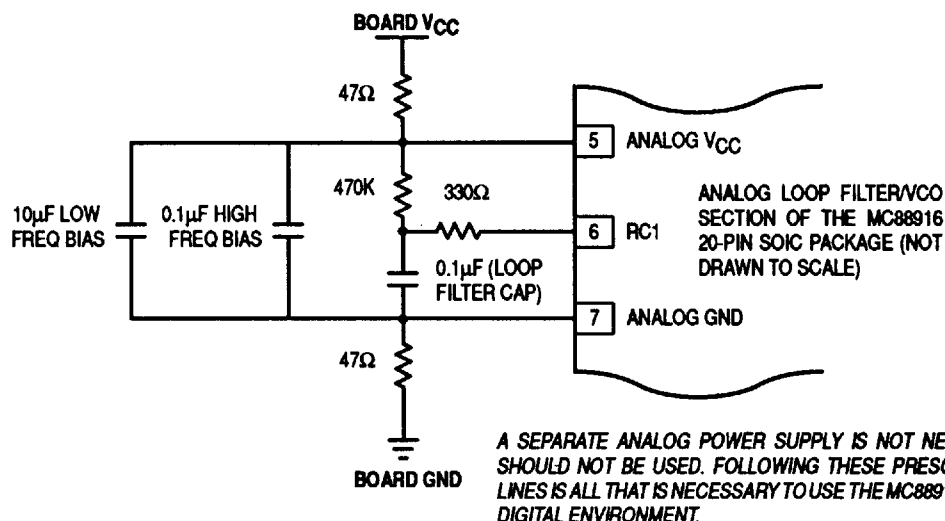 BOARD VCC
47Ω
5 ANALOG VCC
470K
330Ω
10µF LOW
FREQ BIAS
0.1µF HIGH
FREQ BIAS
6 RC1
ANALOG LOOP FILTER/VCO
SECTION OF THE MC88916
20-PIN SOIC PACKAGE (NOT
DRAWN TO SCALE)
0.1µF (LOOP
FILTER CAP)
7 ANALOG GND
47Ω
BOARD GND
A SEPARATE ANALOG POWER SUPPLY IS NOT NE
SHOULD NOT BE USED. FOLLOWING THESE PRESC
LINES IS ALL THAT IS NECESSARY TO USE THE MC8891
DIGITAL ENVIRONMENT.